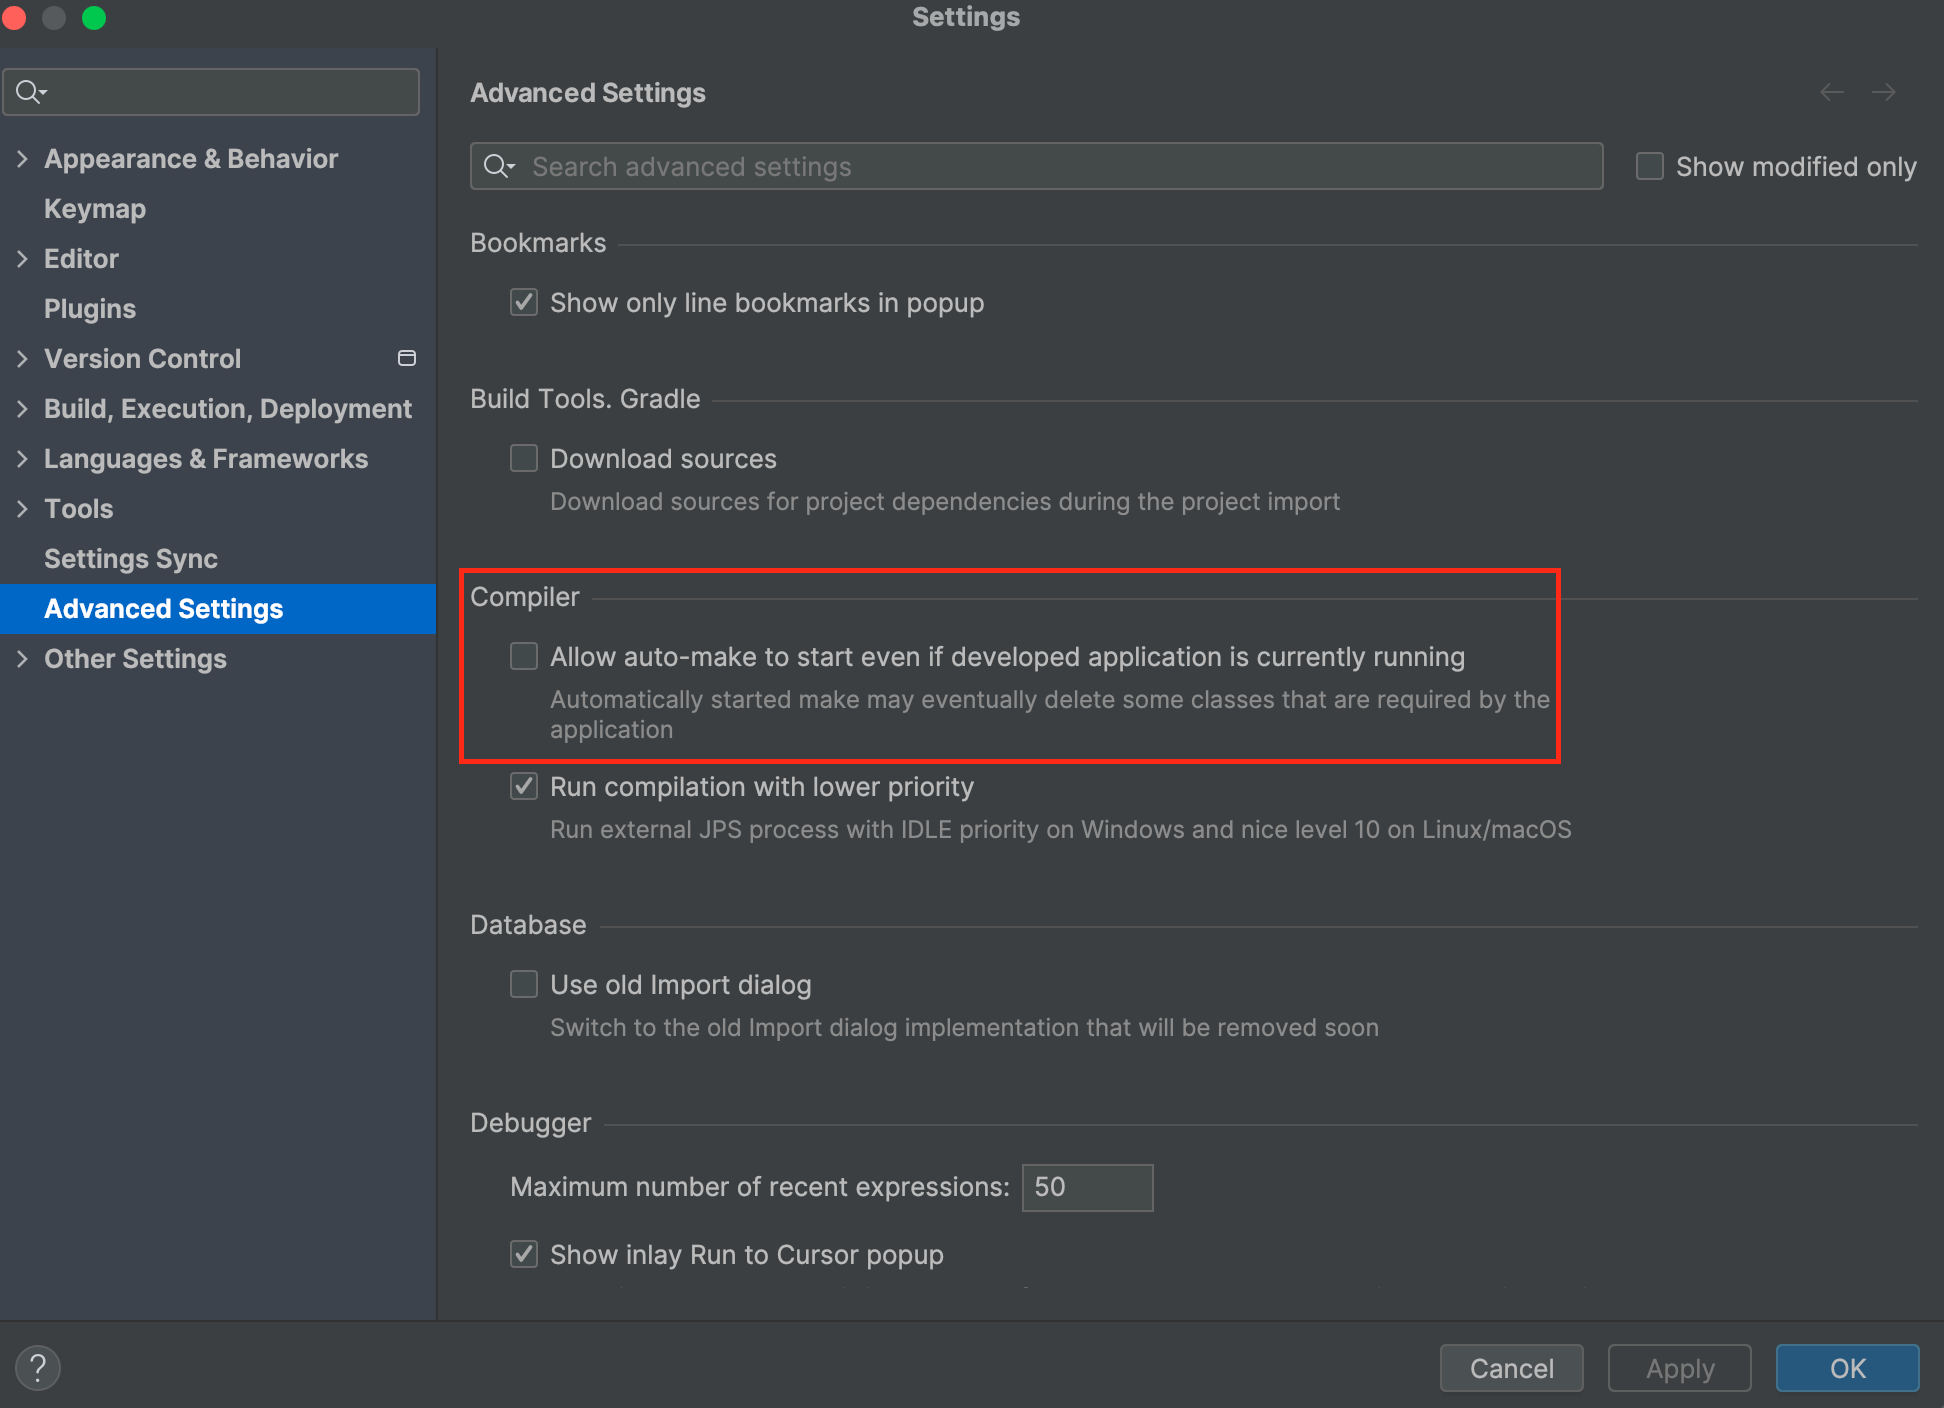 Settings
Appearance & Behavior
Keymap
Editor
Plugins
Version Control
Build, Execution, Deployment
Languages & Frameworks
Tools
Settings Sync
Advanced Settings
Other Settings
Advanced Settings
Search advanced settings
Show modified only
Bookmarks
Show only line bookmarks in popup
Build Tools. Gradle
Download sources
Download sources for project dependencies during the project import
Compiler
Allow auto-make to start even if developed application is currently running
Automatically started make may eventually delete some classes that are required by the
application
Run compilation with lower priority
Run external JPS process with IDLE priority on Windows and nice level 10 on Linux/macOS
Database
Use old Import dialog
Switch to the old Import dialog implementation that will be removed soon
Debugger
Maximum number of recent expressions: 50
Show inlay Run to Cursor popup
?
Cancel
Apply
OK